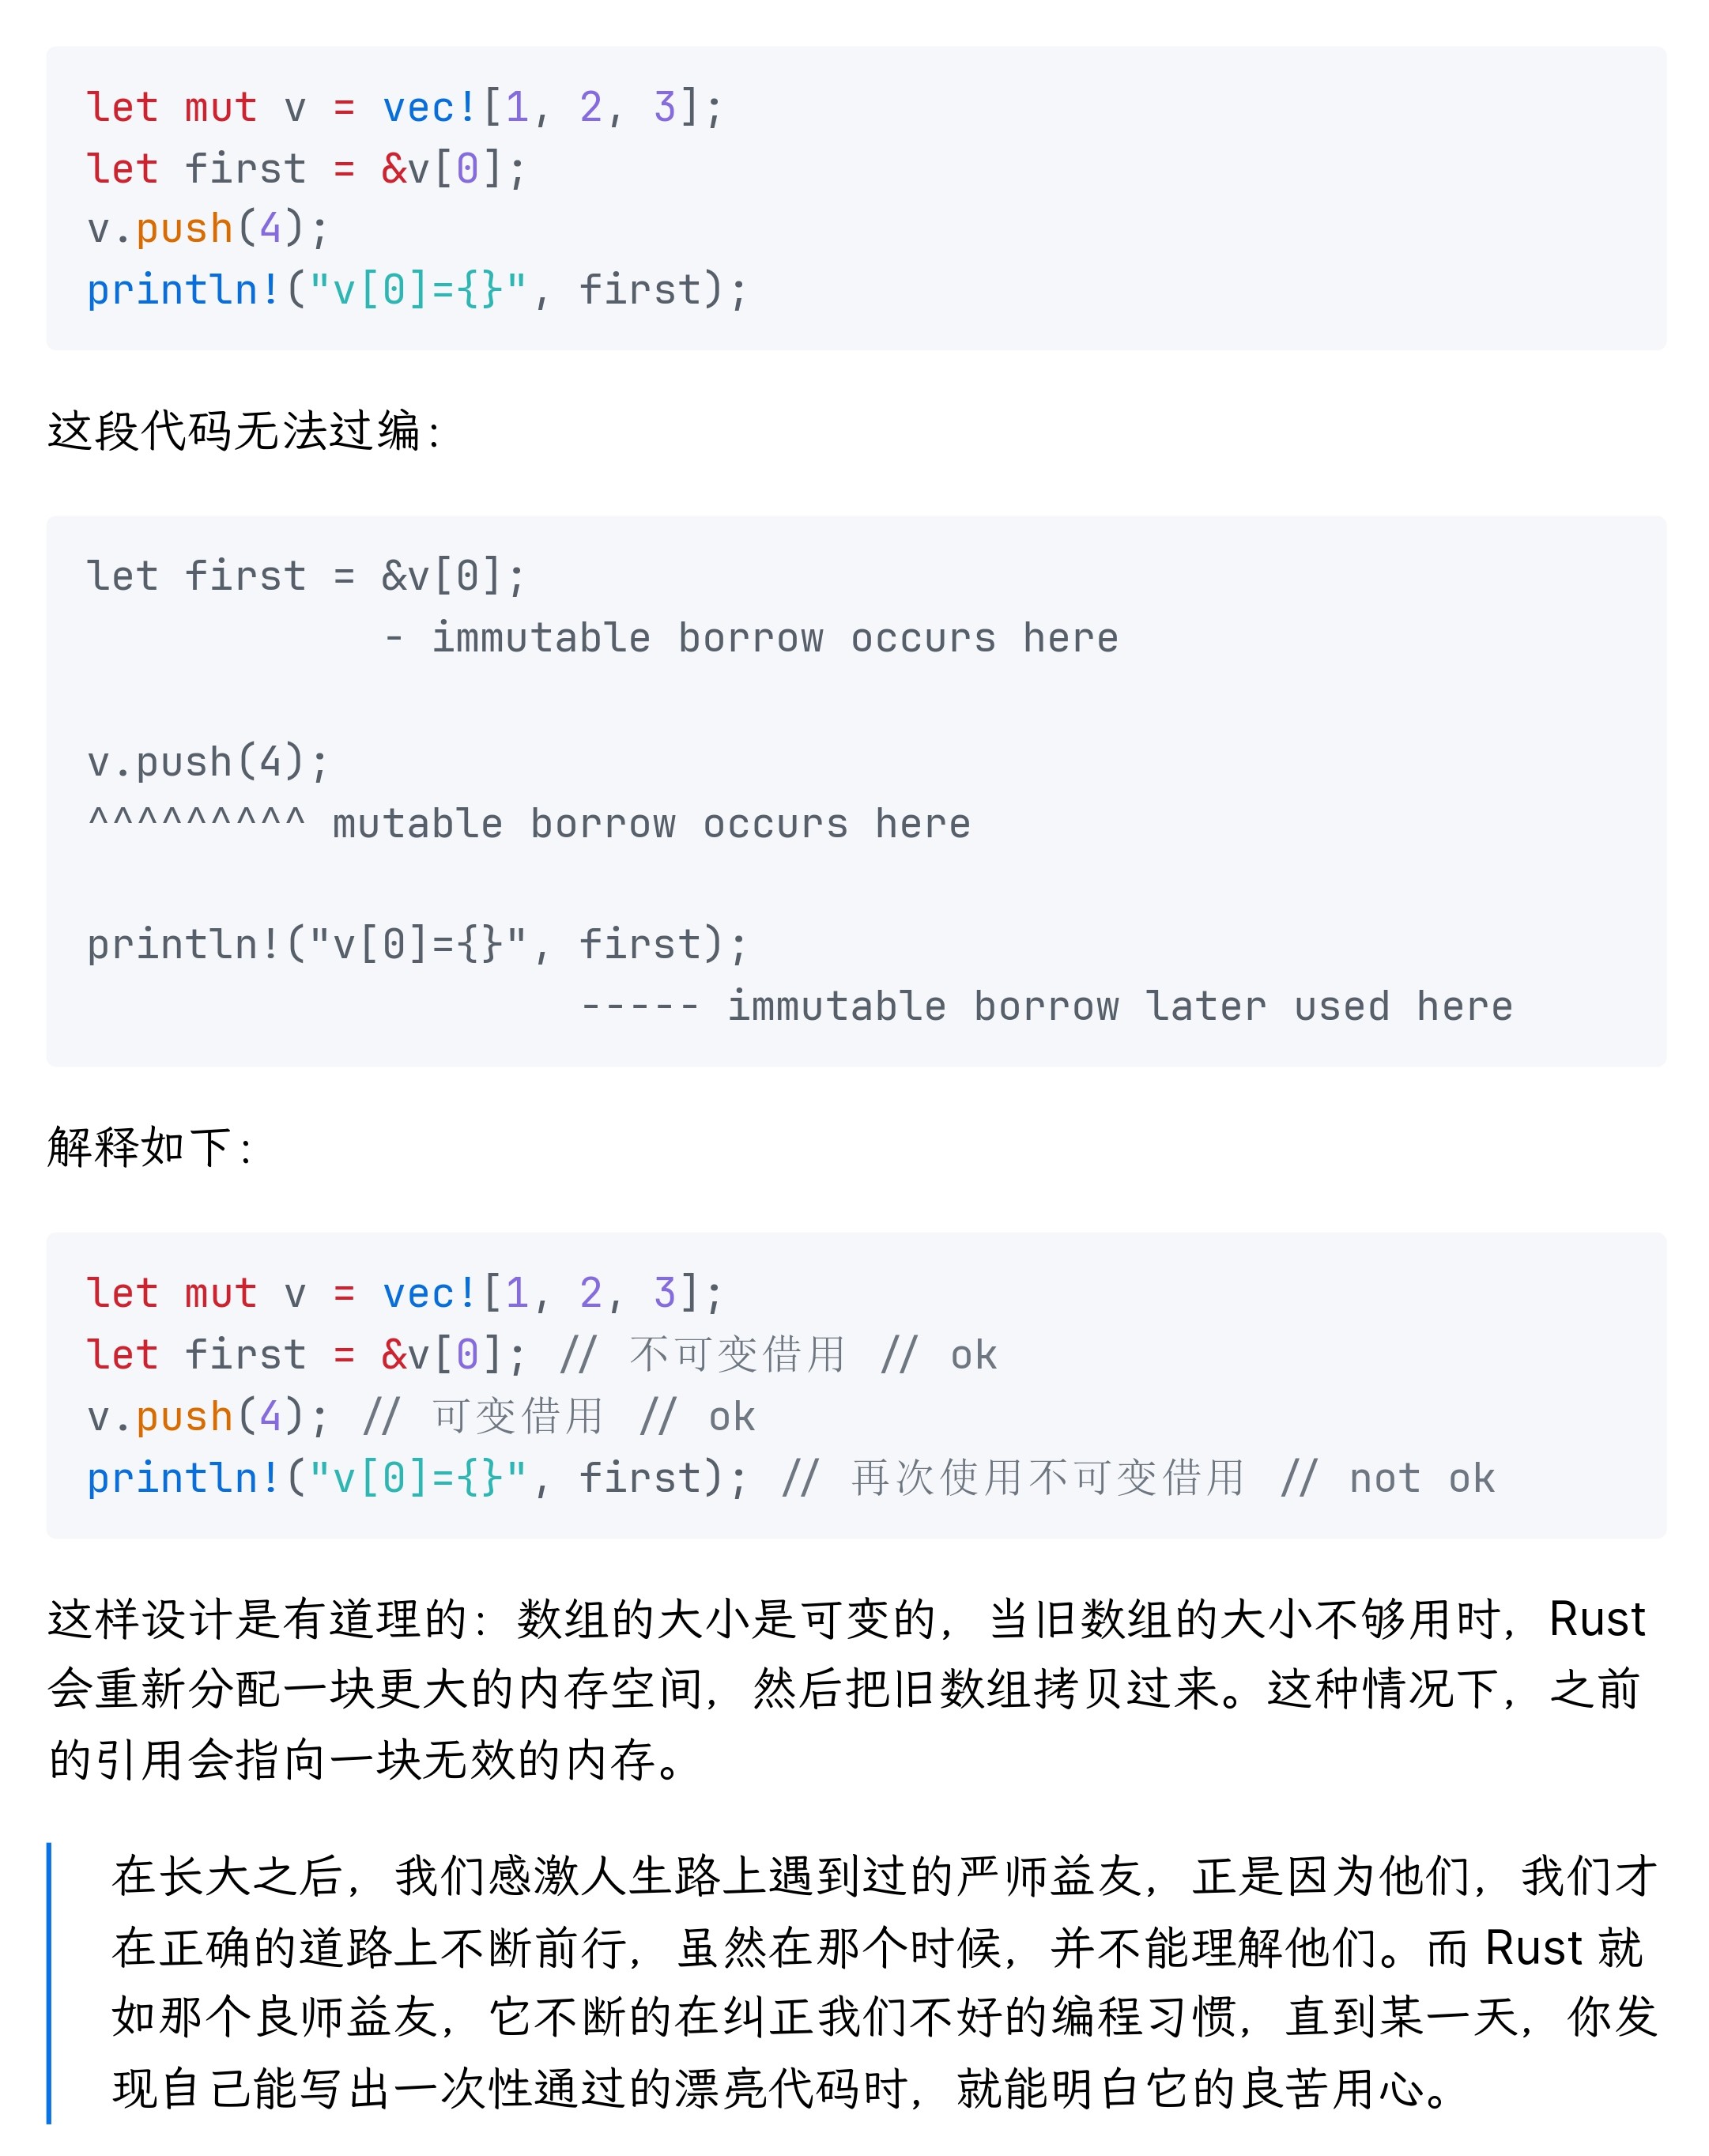 let mut v = vec![1, 2, 3];
let first = &v[0];
v.push(4);
println!("v[0]={}", first);
这段代码无法过编：
let first = &v[0];
- immutable borrow occurs here
v.push(4);
^^^^^^^^^ mutable borrow occurs here
println!("v[0]={}", first);
----- immutable borrow later used here
解释如下：
let mut v = vec![1, 2, 3];
let first = &v[0]; // 不可变借用 // ok
v.push(4); // 可变借用 // ok
println!("v[0]={}", first); // 再次使用不可变借用 // not ok
这样设计是有道理的：数组的大小是可变的，当旧数组的大小不够用时，Rust
会重新分配一块更大的内存空间，然后把旧数组拷贝过来。这种情况下，之前
的引用会指向一块无效的内存。
在长大之后，我们感激人生路上遇到过的严师益友，正是因为他们，我们才
在正确的道路上不断前行，虽然在那个时候，并不能理解他们。而 Rust 就
如那个良师益友，它不断的在纠正我们不好的编程习惯，直到某一天，你发
现自己能写出一次性通过的漂亮代码时，就能明白它的良苦用心。